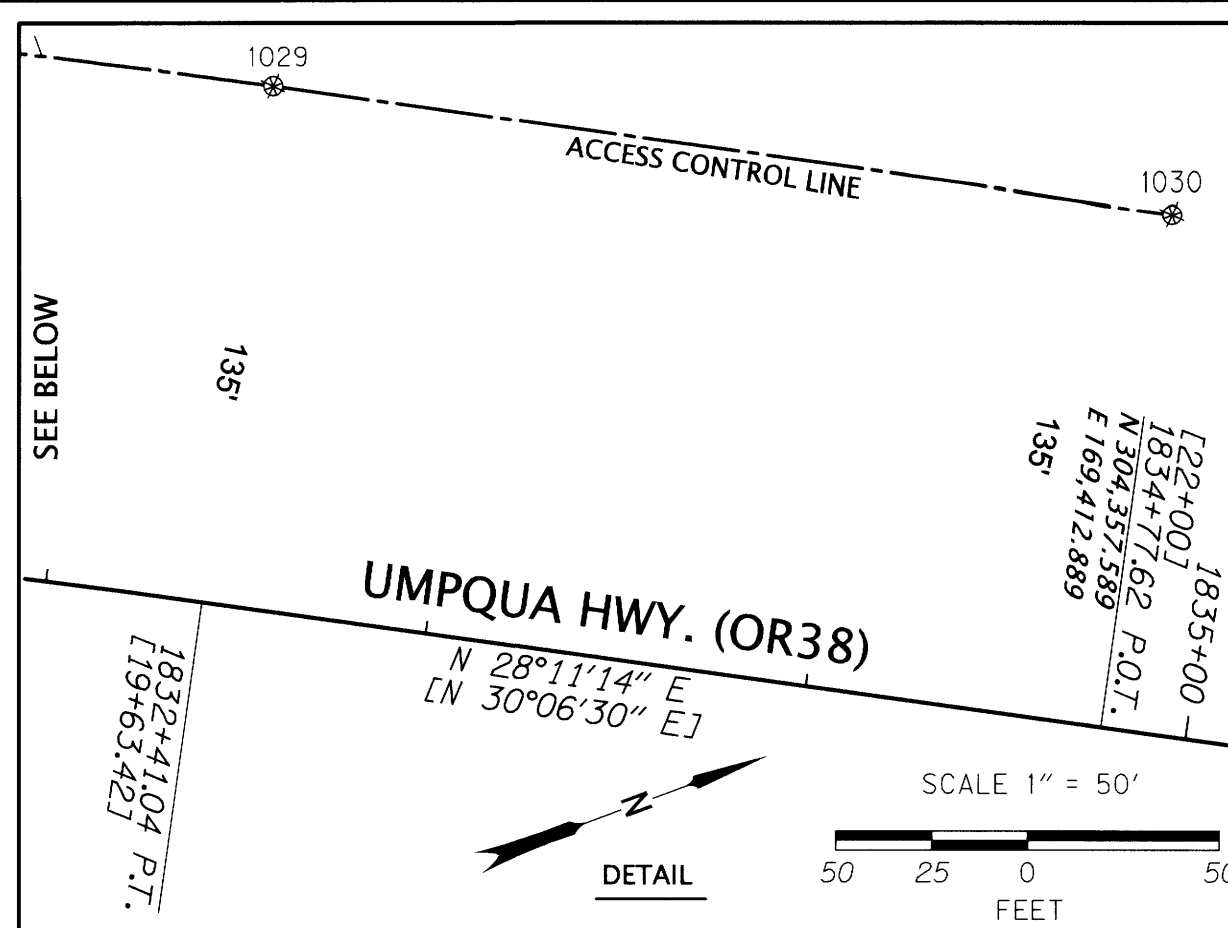 1029
ACCESS CONTROL LINE
1030
SEE BELOW
135'
135'
[22+00]
1834+77.62 P.O.T.
N 304,357.589
E 169,412.889
1835+00
UMPQUA HWY. (OR38)
N 28°11'14" E
[N 30°06'30" E]
1832+41.04 P.T.
[19+63.42]
N
DETAIL
SCALE 1" = 50'
50 25 0 50
FEET